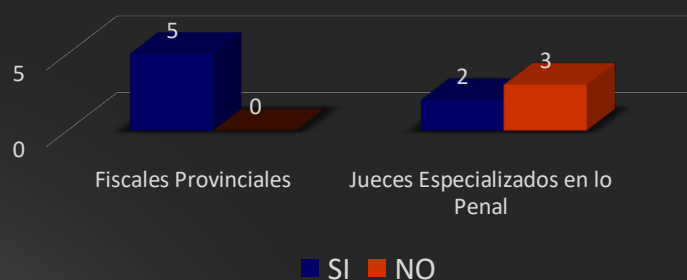 5
0
5
0
2
3
Fiscales Provinciales
Jueces Especializados en lo
Penal
SI
NO